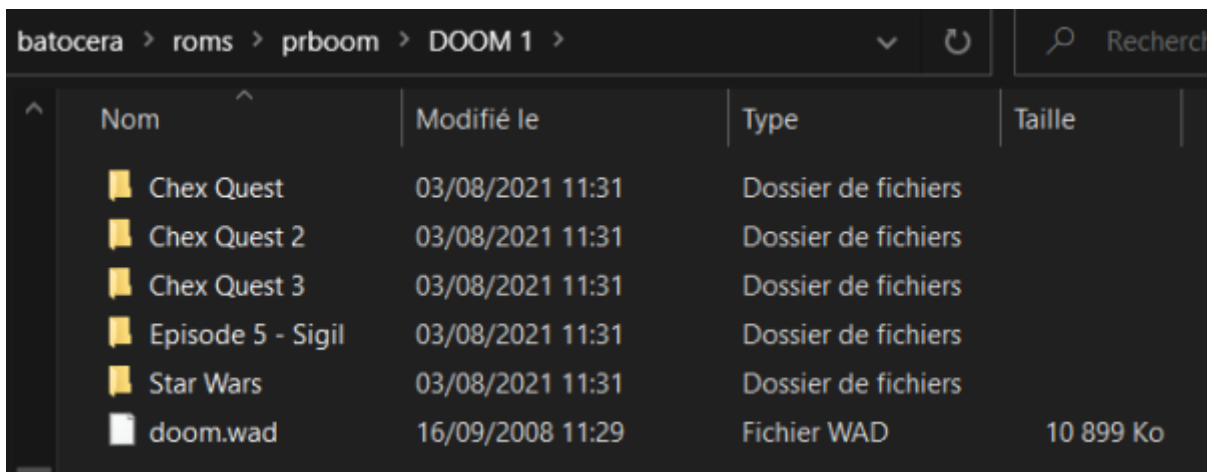 batocera > roms > prboom > DOOM 1 >
Nom Modifié le Type Taille
Chex Quest 03/08/2021 11:31 Dossier de fichiers
Chex Quest 2 03/08/2021 11:31 Dossier de fichiers
Chex Quest 3 03/08/2021 11:31 Dossier de fichiers
Episode 5 - Sigil 03/08/2021 11:31 Dossier de fichiers
Star Wars 03/08/2021 11:31 Dossier de fichiers
doom.wad 16/09/2008 11:29 Fichier WAD 10 899 Ko